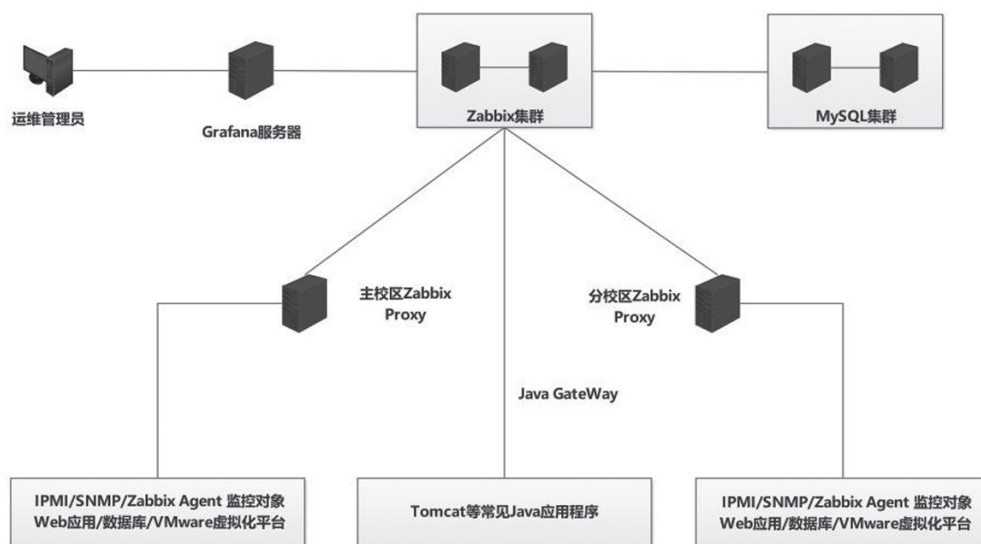 运维管理员
Grafana服务器
Zabbix集群
MySQL集群
主校区Zabbix
Proxy
分校区Zabbix
Proxy
Java GateWay
IPMI/SNMP/Zabbix Agent 监控对象
Web应用/数据库/VMware虚拟化平台
Tomcat等常见Java应用程序
IPMI/SNMP/Zabbix Agent 监控对象
Web应用/数据库/VMware虚拟化平台